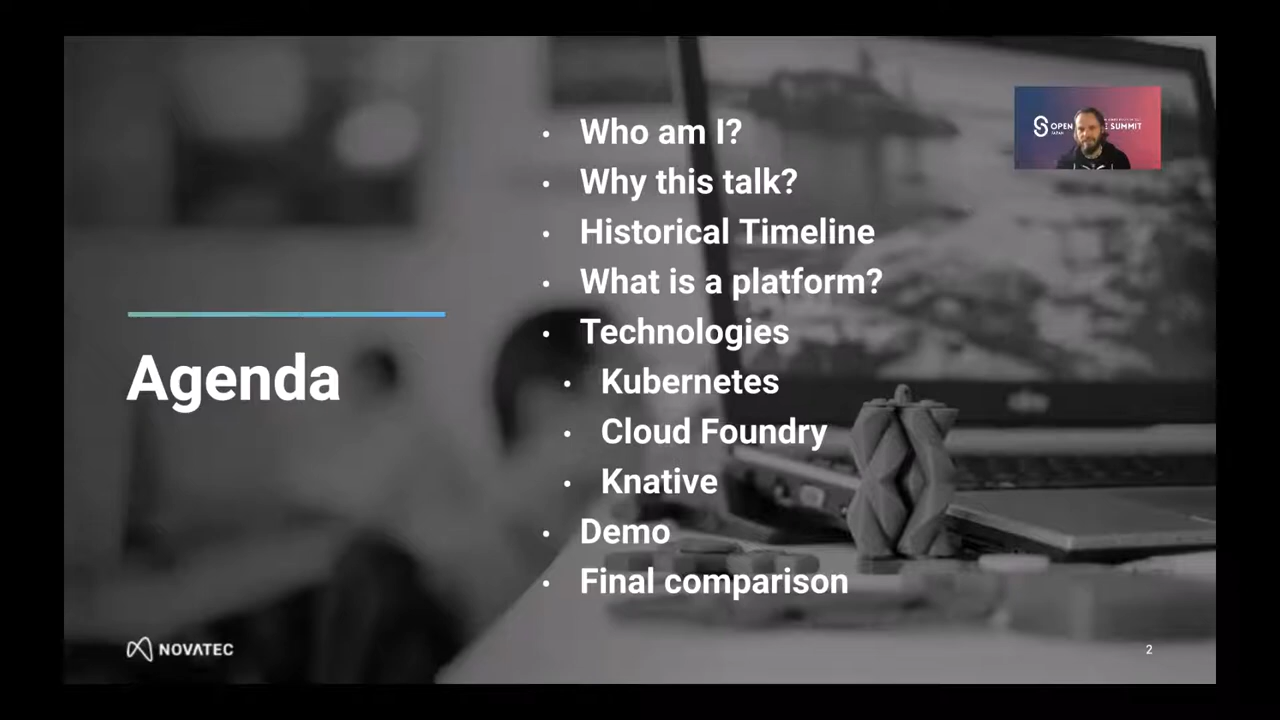 Who am I?
OPEN SUMMIT
JAPAN
Why this talk?
Historical Timeline
What is a platform?
Technologies
Agenda
Kubernetes
Cloud Foundry
Knative
Demo
Final comparison
NOVATEC
2